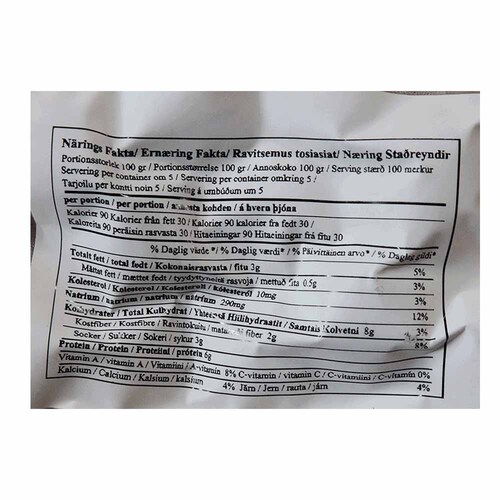 Närings Fakta/ Ernæring Fakta/ Ravitsemus tosiasiat/ Næring Staðreyndir
Portionsstorlek 100 gr / Portionsstørrelse 100 gr / Annoskoko 100 gr / Serving stærð 100 merkur
Servering per container om 5 / Servering per container omkring 5 /
Tarjoilu per kontti noin 5 / Serving á umbúðum um 5
per portion / per portion / kohden / á hvern þjóna
Kalorier 90 Kalorier från fett 30 / Kalorier 90 kalorier fra fedt 30 /
Kaloreita 90 peräisin rasvaista 30 / Hitaeiningar 90 Hitaeiningar frá fitu 30
% Daglig värde */ % Daglig værdi */ % Päivittäinen arvo* / % Dagleg gildi*
Totalt fett / total fedt / Kokonaisrasvasta / fitu 3g 5%
Mättat fett / mættet fedt / tyydyttyneitä rasvoja / mettuð fita 0.5g 3%
Kolesterol / Kolesterol / Kolesteroli / kólesteról 10mg 3%
Natrium / natrium / natrium / natríum 290mg 12%
Kolhydrater / Total Kulhydrat / Yhteensä Hiilihydraatit / Samtals Kolvetni 8g 3%
Kostfiber / Kostfibre / Ravintokuitu / fiber 2g 8%
Socker / Sukker / Sokeri / sykur 3g
Protein / Protein / Proteiini / prótein 6g
Vitamin A / Vitamin A / Vitamiini / A-vítamín 8% C-vitamin / vitamin C / C-vitamiini / C-vítamín 0%
Kalcium / Calcium / Kalsium / kalsíum 4% Järn / Jern / rauta / járn 4%